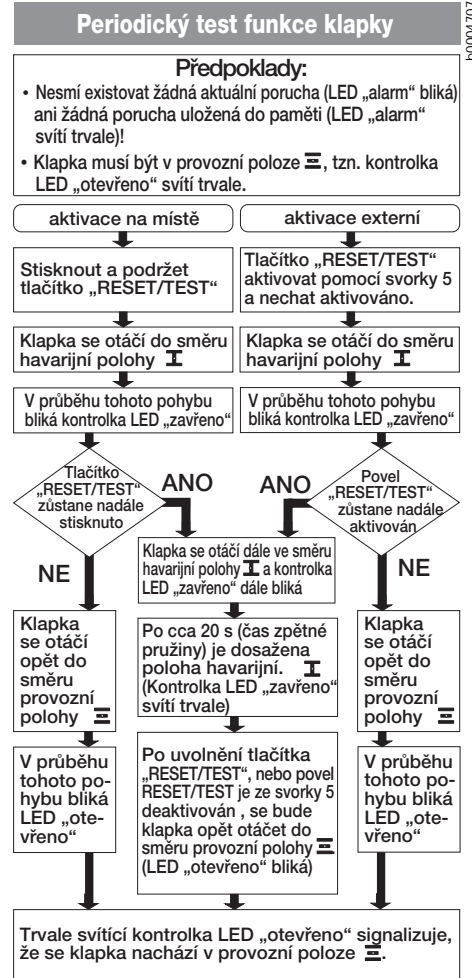 Periodický test funkce klapky
b0004707
Předpoklady:
• Nesmí existovat žádná aktuální porucha (LED „alarm“ bliká)
ani žádná porucha uložená do paměti (LED „alarm“
svítí trvale)!
• Klapka musí být v provozní poloze , tzn. kontrolka
LED „otevřeno“ svítí trvale.
aktivace na místě
aktivace externí
Stisknout a podržet
tlačítko „RESET/TEST“
Tlačítko „RESET/TEST“
aktivovat pomocí svorky 5
a nechat aktivováno.
Klapka se otáčí do směru
havarijní polohy
Klapka se otáčí do směru
havarijní polohy
V průběhu tohoto pohybu
bliká kontrolka LED „zavřeno“
V průběhu tohoto pohybu
bliká kontrolka LED „zavřeno“
Tlačítko
„RESET/TEST“
zůstane nadále
stisknuto
ANO
ANO
Povel
„RESET/TEST“
zůstane nadále
aktivován
NE
Klapka se otáčí dále ve směru
havarijní polohy a kontrolka
LED „zavřeno“ dále bliká
NE
Klapka
se otáčí
opět do
směru
provozní
polohy
Po cca 20 s (čas zpětné
pružiny) je dosažena
poloha havarijní.
(Kontrolka LED „zavřeno“
svítí trvale)
Klapka
se otáčí
opět do
směru
provozní
polohy
V průběhu
tohoto po-
hybu bliká
LED „ote-
vřeno“
Po uvolnění tlačítka
„RESET/TEST“, nebo povel
RESET/TEST je ze svorky 5
deaktivován , se bude
klapka opět otáčet do
směru provozní polohy
(LED „otevřeno“ bliká)
V průběhu
tohoto po-
hybu bliká
LED „ote-
vřeno“
Trvale svítící kontrolka LED „otevřeno“ signalizuje,
že se klapka nachází v provozní poloze .